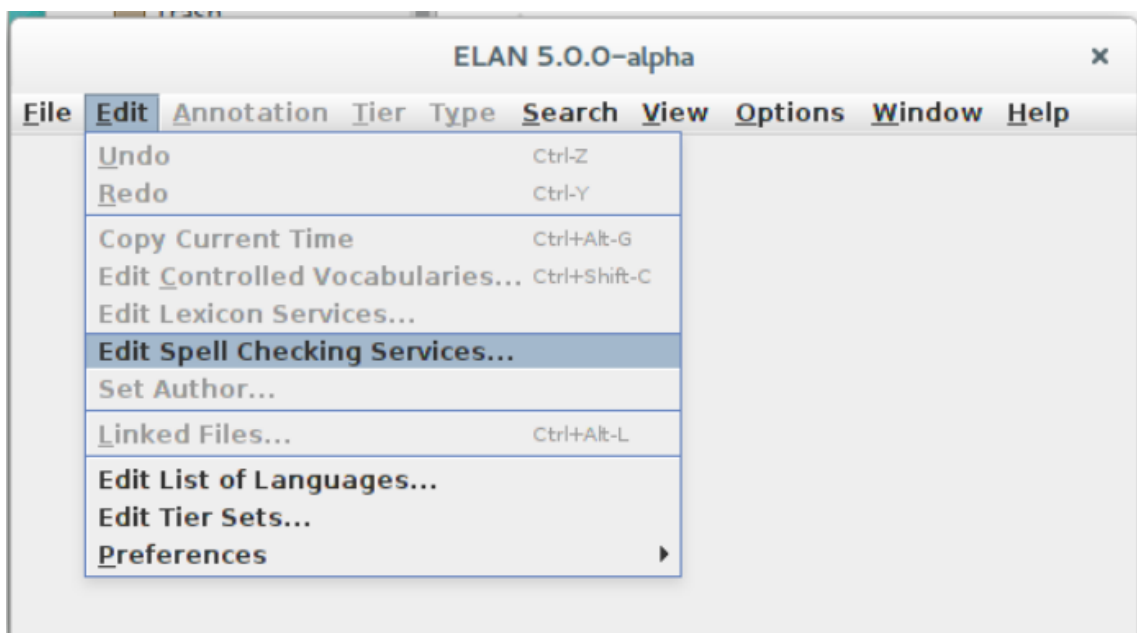 Trash
ELAN 5.0.0-alpha ×
File Edit Annotation Tier Type Search View Options Window Help
Undo Ctrl-Z
Redo Ctrl-Y
Copy Current Time Ctrl+Alt-G
Edit Controlled Vocabularies... Ctrl+Shift-C
Edit Lexicon Services...
Edit Spell Checking Services...
Set Author...
Linked Files... Ctrl+Alt-L
Edit List of Languages...
Edit Tier Sets...
Preferences